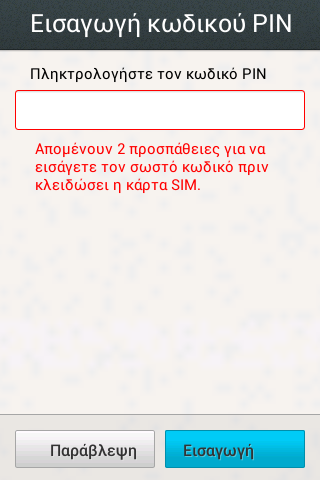 Εισαγωγή κωδικού PIN
Πληκτρολογήστε τον κωδικό PIN
Απομένουν 2 προσπάθειες για να
εισάγετε τον σωστό κωδικό πριν
κλειδώσει η κάρτα SIM.
Παράβλεψη
Εισαγωγή